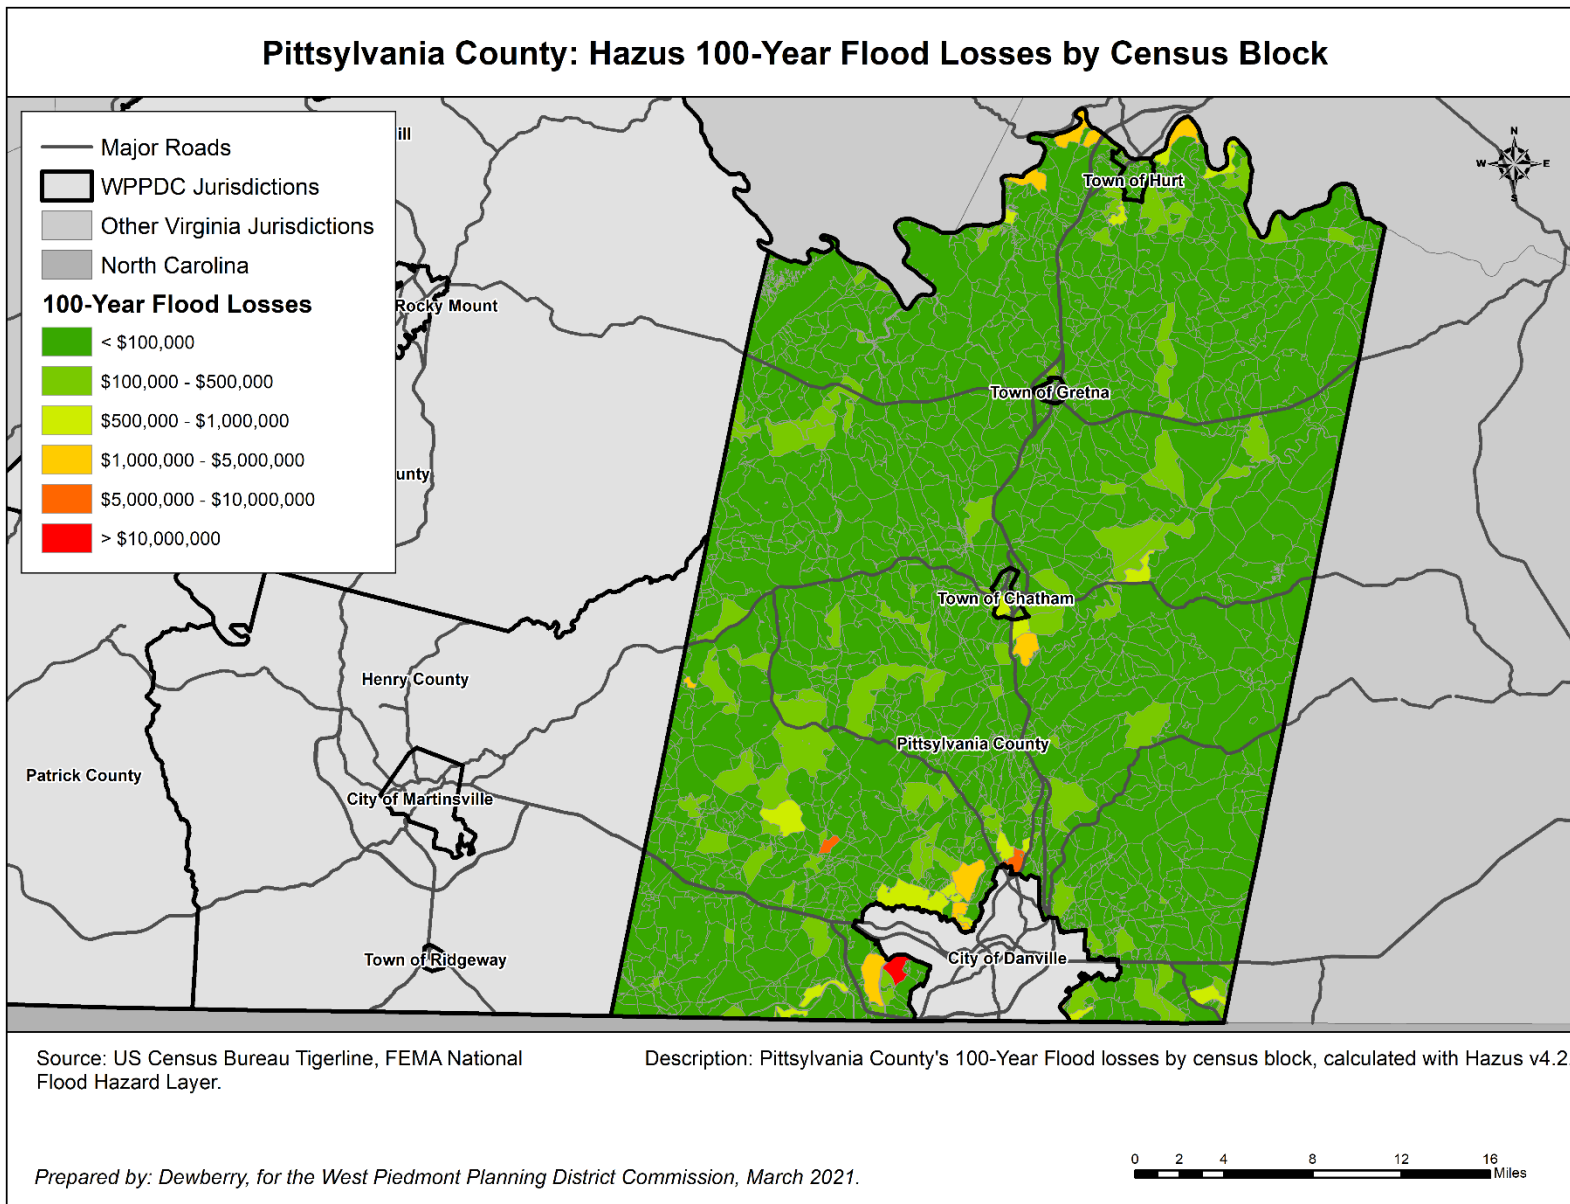 Pittsylvania County: Hazus 100-Year Flood Losses by Census Block
Major Roads
WPPDC Jurisdictions
Other Virginia Jurisdictions
North Carolina
100-Year Flood Losses
< $100,000
$100,000 - $500,000
$500,000 - $1,000,000
$1,000,000 - $5,000,000
$5,000,000 - $10,000,000
> $10,000,000
ill
Rocky Mount
unty
N
W
E
S
Town of Hurt
Town of Gretna
Town of Chatham
Henry County
Pittsylvania County
Patrick County
City of Martinsville
Town of Ridgeway
City of Danville
Source: US Census Bureau Tigerline, FEMA National
Flood Hazard Layer.
Description: Pittsylvania County's 100-Year Flood losses by census block, calculated with Hazus v4.2.
Prepared by: Dewberry, for the West Piedmont Planning District Commission, March 2021.
0 2 4 8 12 16
Miles